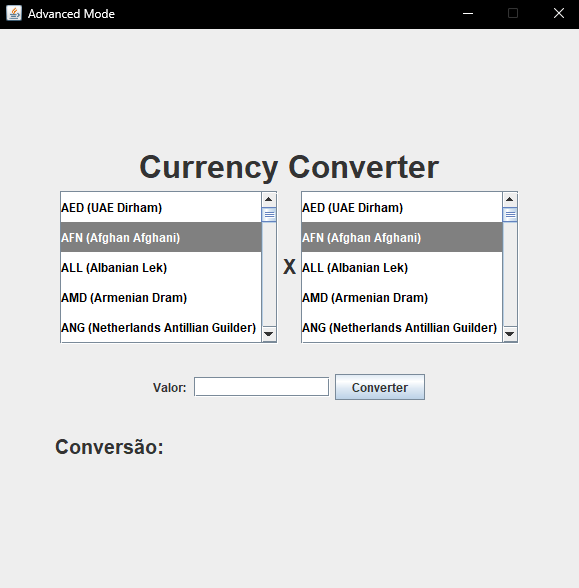 Advanced Mode
Currency Converter
AED (UAE Dirham)
AFN (Afghan Afghani)
ALL (Albanian Lek)
AMD (Armenian Dram)
ANG (Netherlands Antillian Guilder)
X
AED (UAE Dirham)
AFN (Afghan Afghani)
ALL (Albanian Lek)
AMD (Armenian Dram)
ANG (Netherlands Antillian Guilder)
Valor: Converter
Conversão: